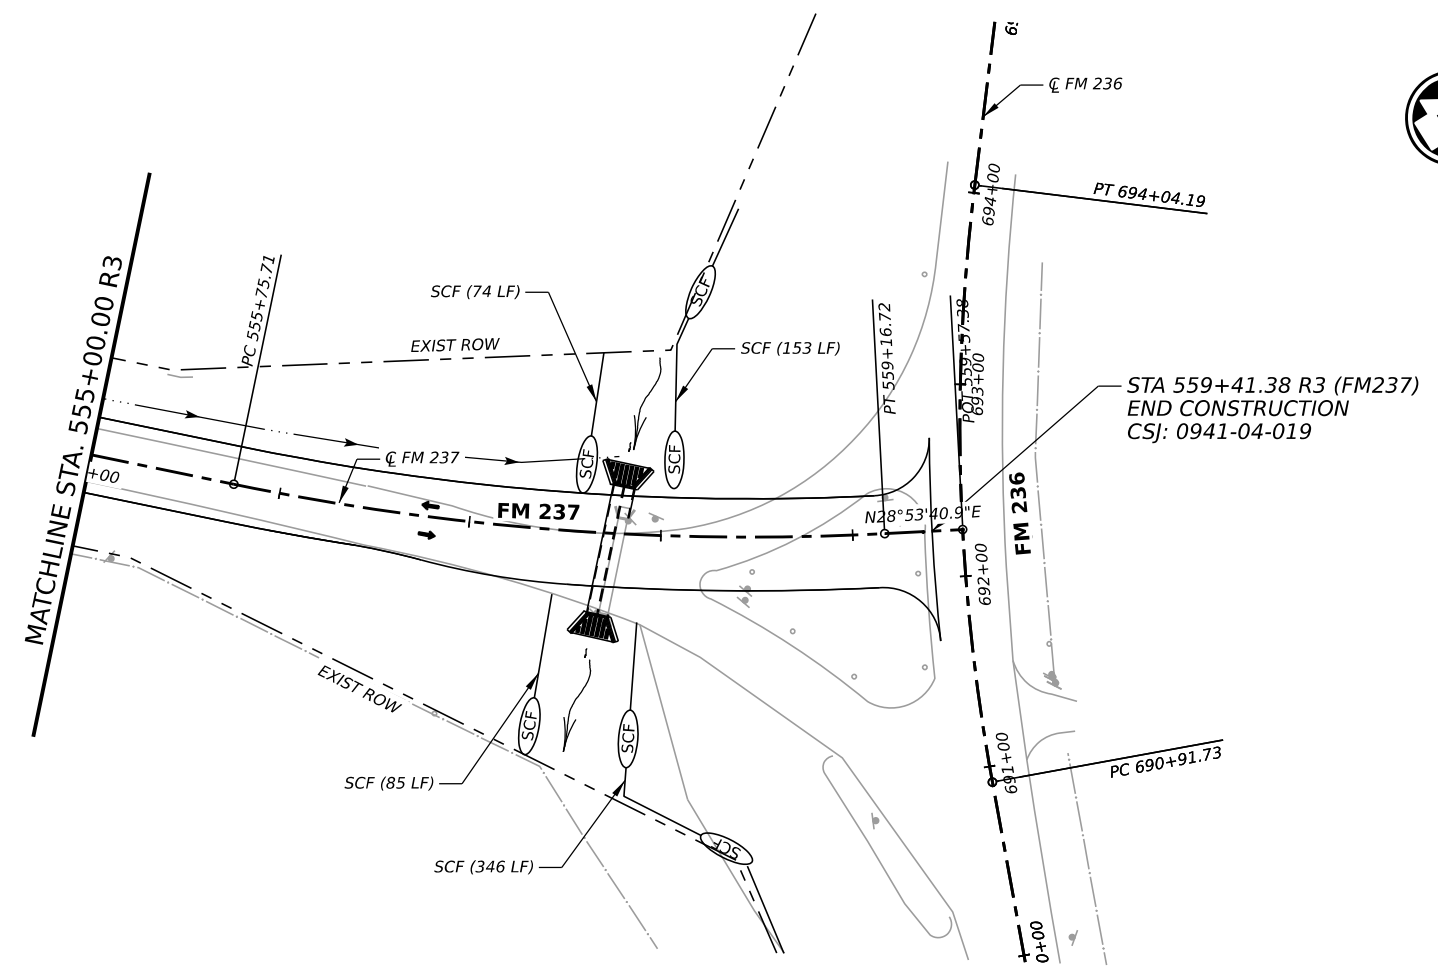 ℄ FM 236
694+00
PT 694+04.19
MATCHLINE STA. 555+00.00 R3
PC 555+75.71
SCF (74 LF)
SCF
EXIST ROW
SCF (153 LF)
PT 559+16.72
POT 559+57.38
693+00
STA 559+41.38 R3 (FM237)
END CONSTRUCTION
CSJ: 0941-04-019
+00
℄ FM 237
SCF
SCF
FM 237
N28°53'40.9"E
FM 236
692+00
EXIST ROW
SCF
SCF
SCF (85 LF)
691+00
PC 690+91.73
SCF (346 LF)
SCF
0+00